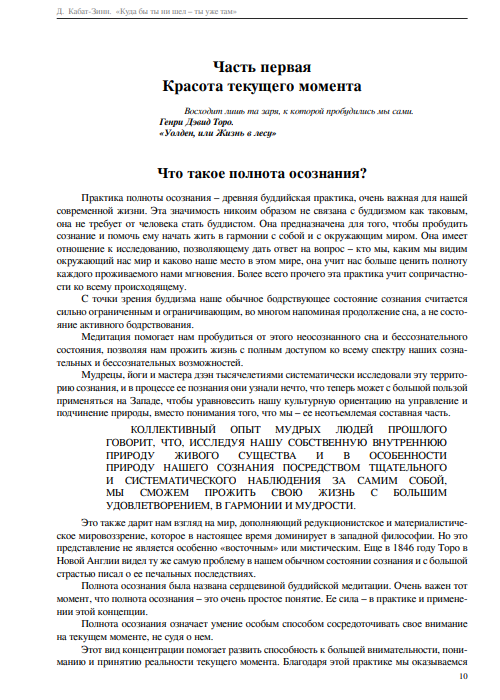 Д. Кабат-Зинн. «Куда бы ты ни шел – ты уже там»
Часть первая
Красота текущего момента
Восходит лишь та заря, к которой пробудились мы сами.
Генри Дэвид Торо.
«Уолден, или Жизнь в лесу»
Что такое полнота осознания?
Практика полноты осознания – древняя буддийская практика, очень важная для нашей
современной жизни. Эта значимость никоим образом не связана с буддизмом как таковым,
она не требует от человека стать буддистом. Она предназначена для того, чтобы пробудить
сознание и помочь ему начать жить в гармонии с собой и с окружающим миром. Она имеет
отношение к исследованию, позволяющему дать ответ на вопрос – кто мы, каким мы видим
окружающий нас мир и каково наше место в этом мире, она учит нас больше ценить полноту
каждого проживаемого нами мгновения. Более всего прочего эта практика учит сопричастно-
сти ко всему происходящему.
С точки зрения буддизма наше обычное бодрствующее состояние сознания считается
сильно ограниченным и ограничивающим, во многом напоминая продолжение сна, а не состо-
яние активного бодрствования.
Медитация помогает нам пробудиться от этого неосознанного сна и бессознательного
состояния, позволяя нам прожить жизнь с полным доступом ко всему спектру наших созна-
тельных и бессознательных возможностей.
Мудрецы, йоги и мастера дзэн тысячелетиями систематически исследовали эту террито-
рию сознания, и в процессе ее познания они узнали нечто, что теперь может с большой пользой
применяться на Западе, чтобы уравновесить нашу культурную ориентацию на управление и
подчинение природы, вместо понимания того, что мы – ее неотъемлемая составная часть.
КОЛЛЕКТИВНЫЙ ОПЫТ МУДРЫХ ЛЮДЕЙ ПРОШЛОГО
ГОВОРИТ, ЧТО, ИССЛЕДУЯ НАШУ СОБСТВЕННУЮ ВНУТРЕННЮЮ
ПРИРОДУ ЖИВОГО СУЩЕСТВА И В ОСОБЕННОСТИ
ПРИРОДУ НАШЕГО СОЗНАНИЯ ПОСРЕДСТВОМ ТЩАТЕЛЬНОГО
И СИСТЕМАТИЧЕСКОГО НАБЛЮДЕНИЯ ЗА САМИМ СОБОЙ,
МЫ СМОЖЕМ ПРОЖИТЬ СВОЮ ЖИЗНЬ С БОЛЬШИМ
УДОВЛЕТВОРЕНИЕМ, В ГАРМОНИИ И МУДРОСТИ.
Это также дарит нам взгляд на мир, дополняющий редукционистское и материалистиче-
ское мировоззрение, которое в настоящее время доминирует в западной философии. Но это
представление не является особенно «восточным» или мистическим. Еще в 1846 году Торо в
Новой Англии видел ту же самую проблему в нашем обычном состоянии сознания и с большой
страстью писал о ее печальных последствиях.
Полнота осознания была названа сердцевиной буддийской медитации. Очень важен тот
момент, что полнота осознания – это очень простое понятие. Ее сила – в практике и примене-
нии этой концепции.
Полнота осознания означает умение особым способом сосредоточивать свое внимание
на текущем моменте, не судя о нем.
Этот вид концентрации помогает развить способность к большей внимательности, пони-
манию и принятию реальности текущего момента. Благодаря этой практике мы оказываемся
10